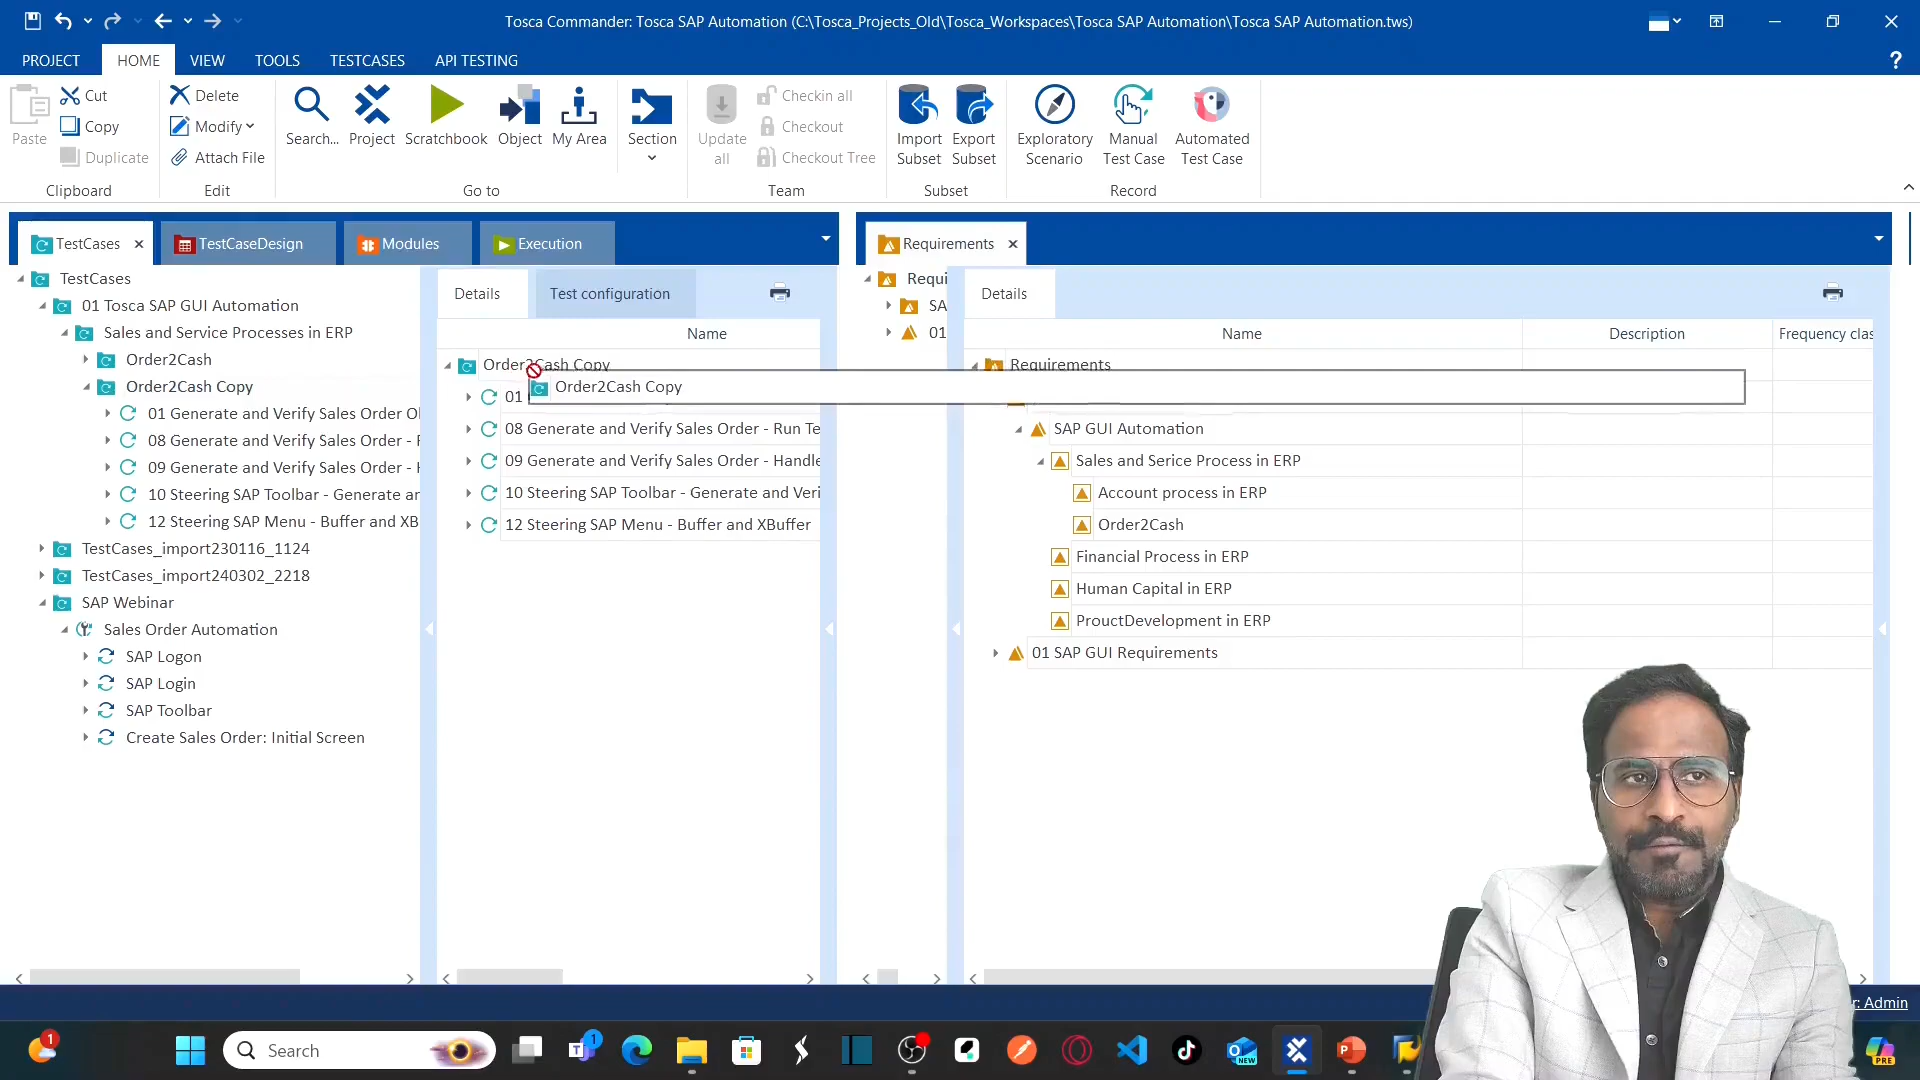 Tosca Commander: Tosca SAP Automation (C:\Tosca_Projects_Old\Tosca_Workspaces\Tosca SAP Automation\Tosca SAP Automation.tws)
PROJECT HOME VIEW TOOLS TESTCASES API TESTING ?
Paste
Cut
Copy
Duplicate
Clipboard
Delete
Modify
Attach File
Edit
Search...
Project
Scratchbook
Object
My Area
Section
Go to
Update all
Checkin all
Checkout
Checkout Tree
Team
Import Subset
Export Subset
Subset
Exploratory Scenario
Manual Test Case
Automated Test Case
Record
TestCases
TestCaseDesign
Modules
Execution
TestCases
01 Tosca SAP GUI Automation
Sales and Service Processes in ERP
Order2Cash
Order2Cash Copy
01 Generate and Verify Sales Order Ol
08 Generate and Verify Sales Order -
09 Generate and Verify Sales Order -
10 Steering SAP Toolbar - Generate ar
12 Steering SAP Menu - Buffer and XB
TestCases_import230116_1124
TestCases_import240302_2218
SAP Webinar
Sales Order Automation
SAP Logon
SAP Login
SAP Toolbar
Create Sales Order: Initial Screen
Details
Test configuration
Name
Order2Cash Copy
01
Order2Cash Copy
08 Generate and Verify Sales Order - Run Te
09 Generate and Verify Sales Order - Handle
10 Steering SAP Toolbar - Generate and Veri
12 Steering SAP Menu - Buffer and XBuffer
Requirements
Requi
SA
01
Details
Name Description Frequency clas
Requirements
SAP GUI Automation
Sales and Serice Process in ERP
Account process in ERP
Order2Cash
Financial Process in ERP
Human Capital in ERP
ProuctDevelopment in ERP
01 SAP GUI Requirements
r: Admin
1
Search
1
NEW
PRE